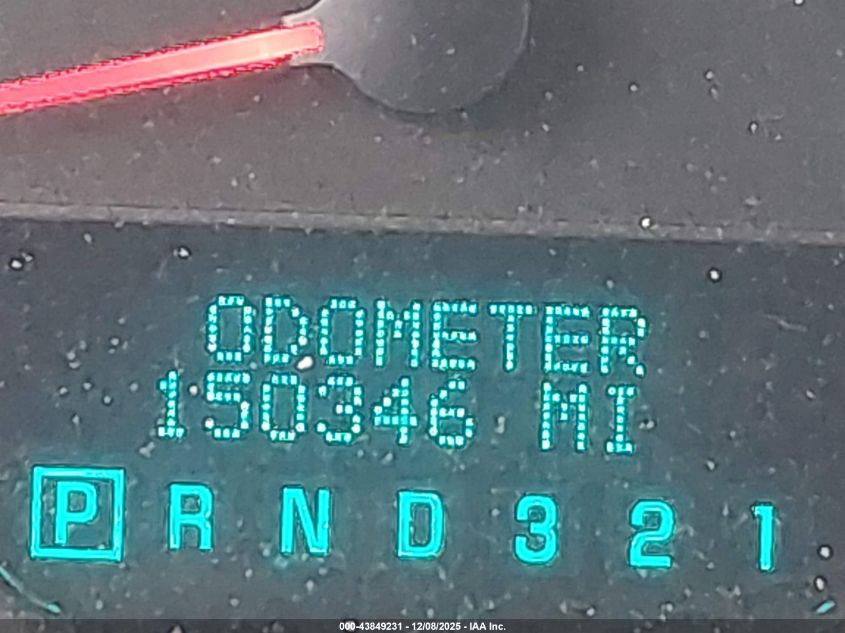 ODOMETER
150346 MI
P R N D 3 2 1
000-43849231 - 12/08/2025 - IAA Inc.